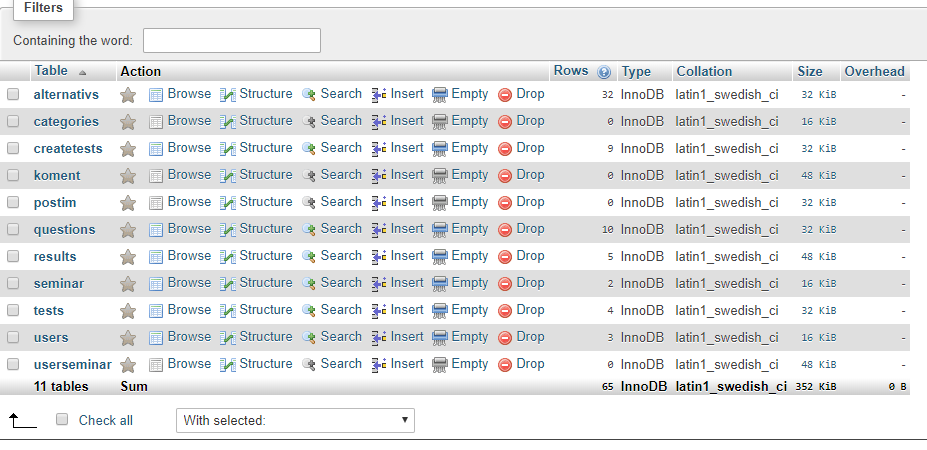 Filters
Containing the word:
Table Action Rows Type Collation Size Overhead
alternativs Browse Structure Search Insert Empty Drop 32 InnoDB latin1_swedish_ci 32 KiB -
categories Browse Structure Search Insert Empty Drop 0 InnoDB latin1_swedish_ci 16 KiB -
createtests Browse Structure Search Insert Empty Drop 9 InnoDB latin1_swedish_ci 32 KiB -
koment Browse Structure Search Insert Empty Drop 0 InnoDB latin1_swedish_ci 48 KiB -
postim Browse Structure Search Insert Empty Drop 0 InnoDB latin1_swedish_ci 32 KiB -
questions Browse Structure Search Insert Empty Drop 10 InnoDB latin1_swedish_ci 32 KiB -
results Browse Structure Search Insert Empty Drop 5 InnoDB latin1_swedish_ci 48 KiB -
seminar Browse Structure Search Insert Empty Drop 2 InnoDB latin1_swedish_ci 16 KiB -
tests Browse Structure Search Insert Empty Drop 4 InnoDB latin1_swedish_ci 32 KiB -
users Browse Structure Search Insert Empty Drop 3 InnoDB latin1_swedish_ci 16 KiB -
userseminar Browse Structure Search Insert Empty Drop 0 InnoDB latin1_swedish_ci 48 KiB -
11 tables Sum 65 InnoDB latin1_swedish_ci 352 KiB 0 B
Check all With selected: